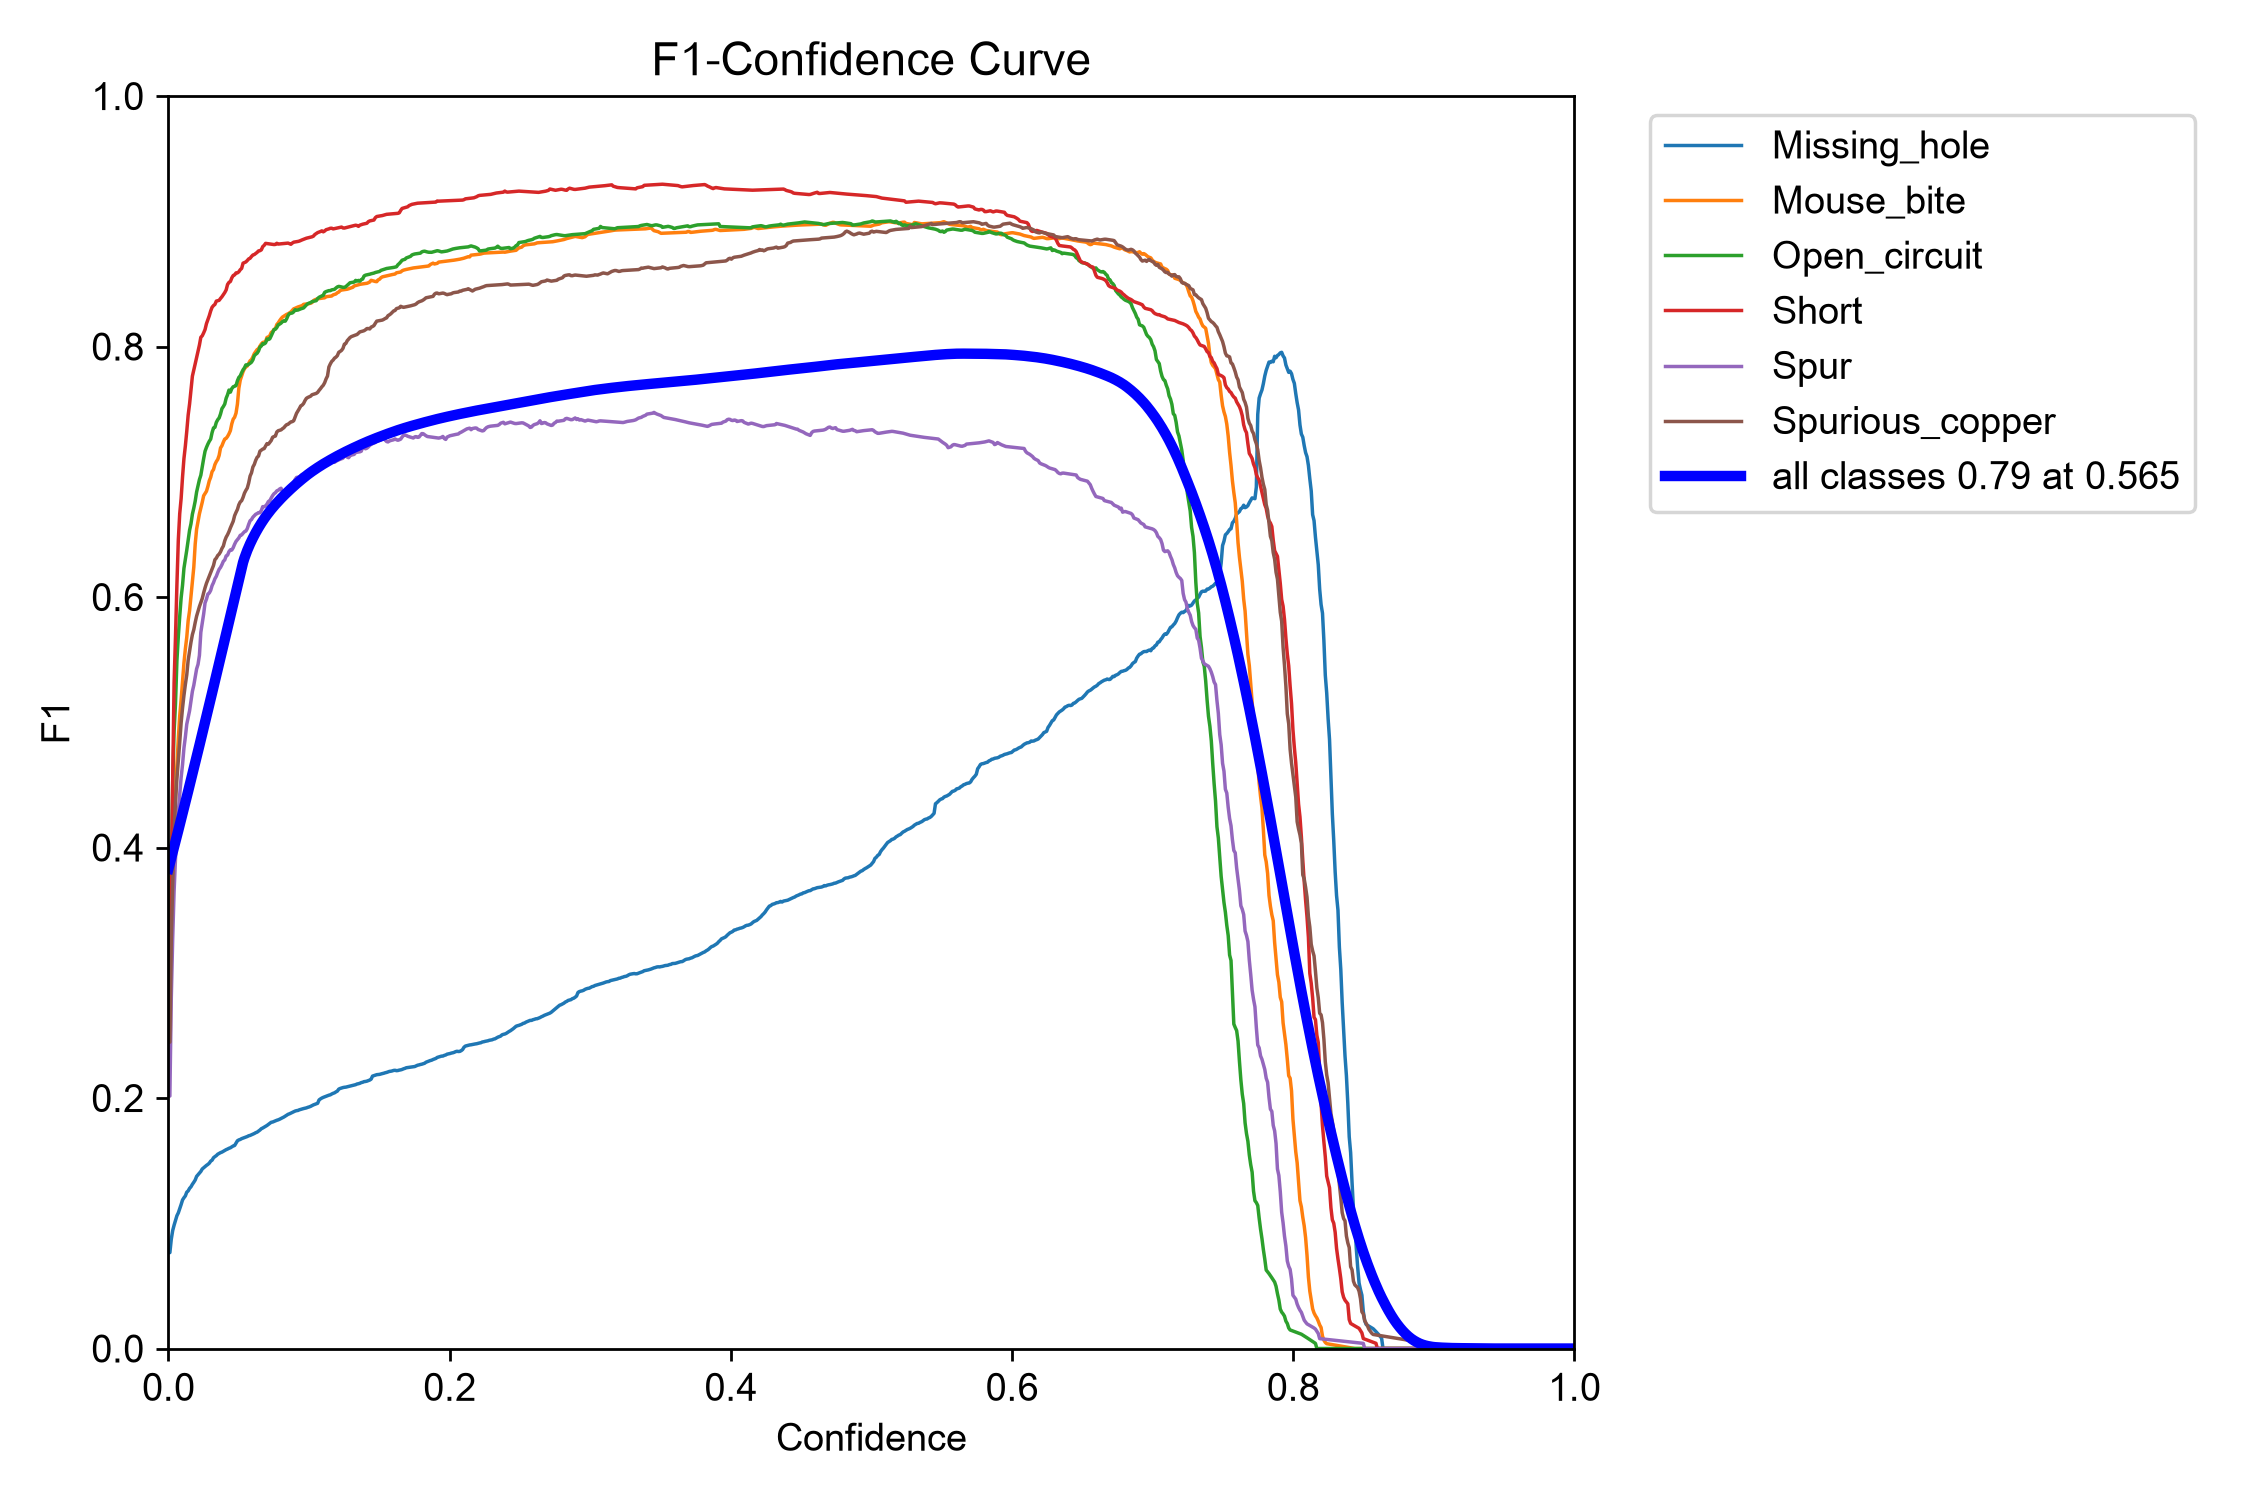 F1-Confidence Curve
1.0
0.8
0.6
0.4
0.2
0.0
F1
0.0 0.2 0.4 0.6 0.8 1.0
Confidence
Missing_hole
Mouse_bite
Open_circuit
Short
Spur
Spurious_copper
all classes 0.79 at 0.565